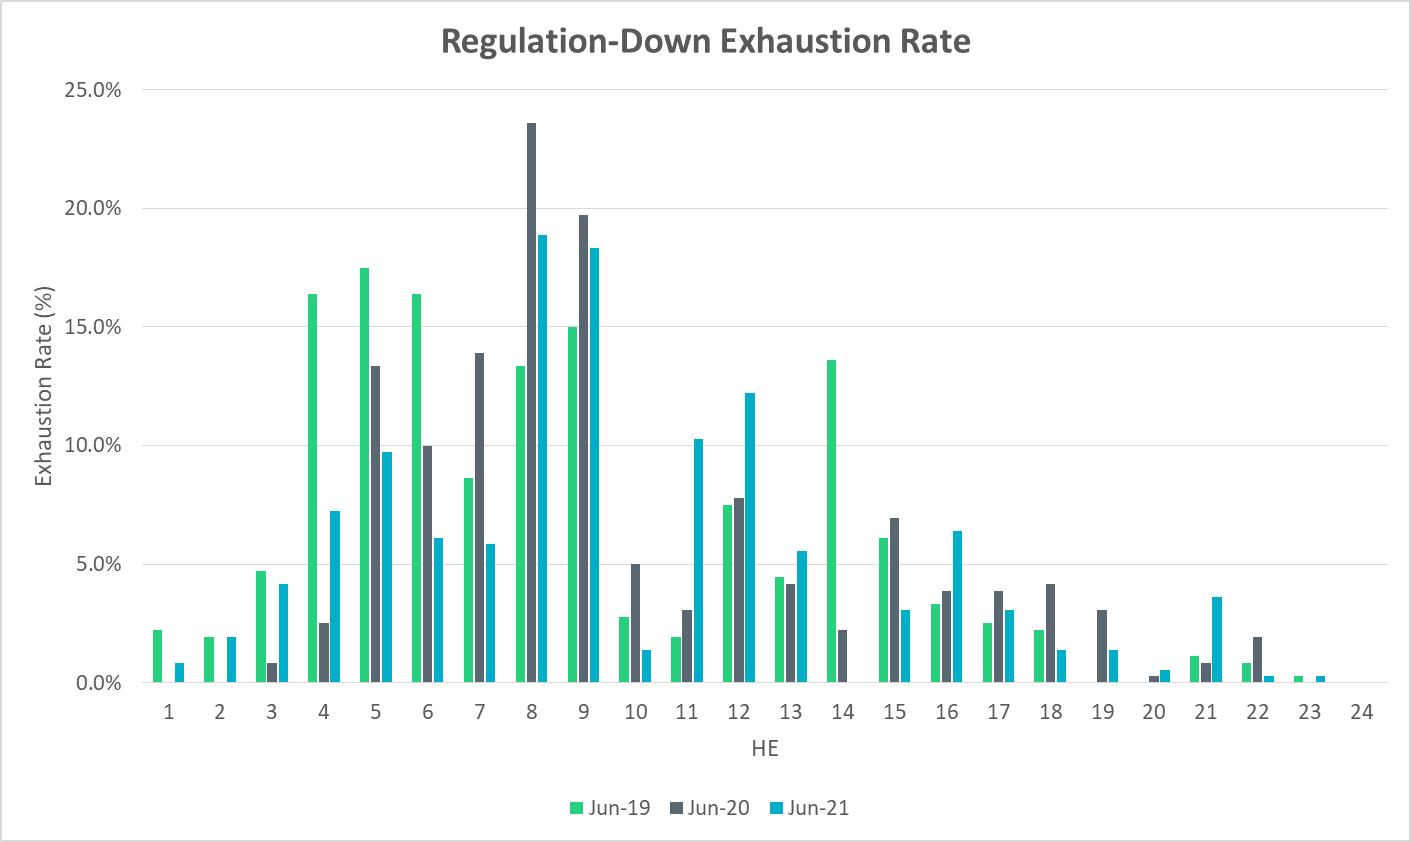 Regulation-Down Exhaustion Rate
25.0%
20.0%
15.0%
10.0%
5.0%
0.0%
Exhaustion Rate (%)
1 2 3 4 5 6 7 8 9 10 11 12 13 14 15 16 17 18 19 20 21 22 23 24
HE
Jun-19 Jun-20 Jun-21